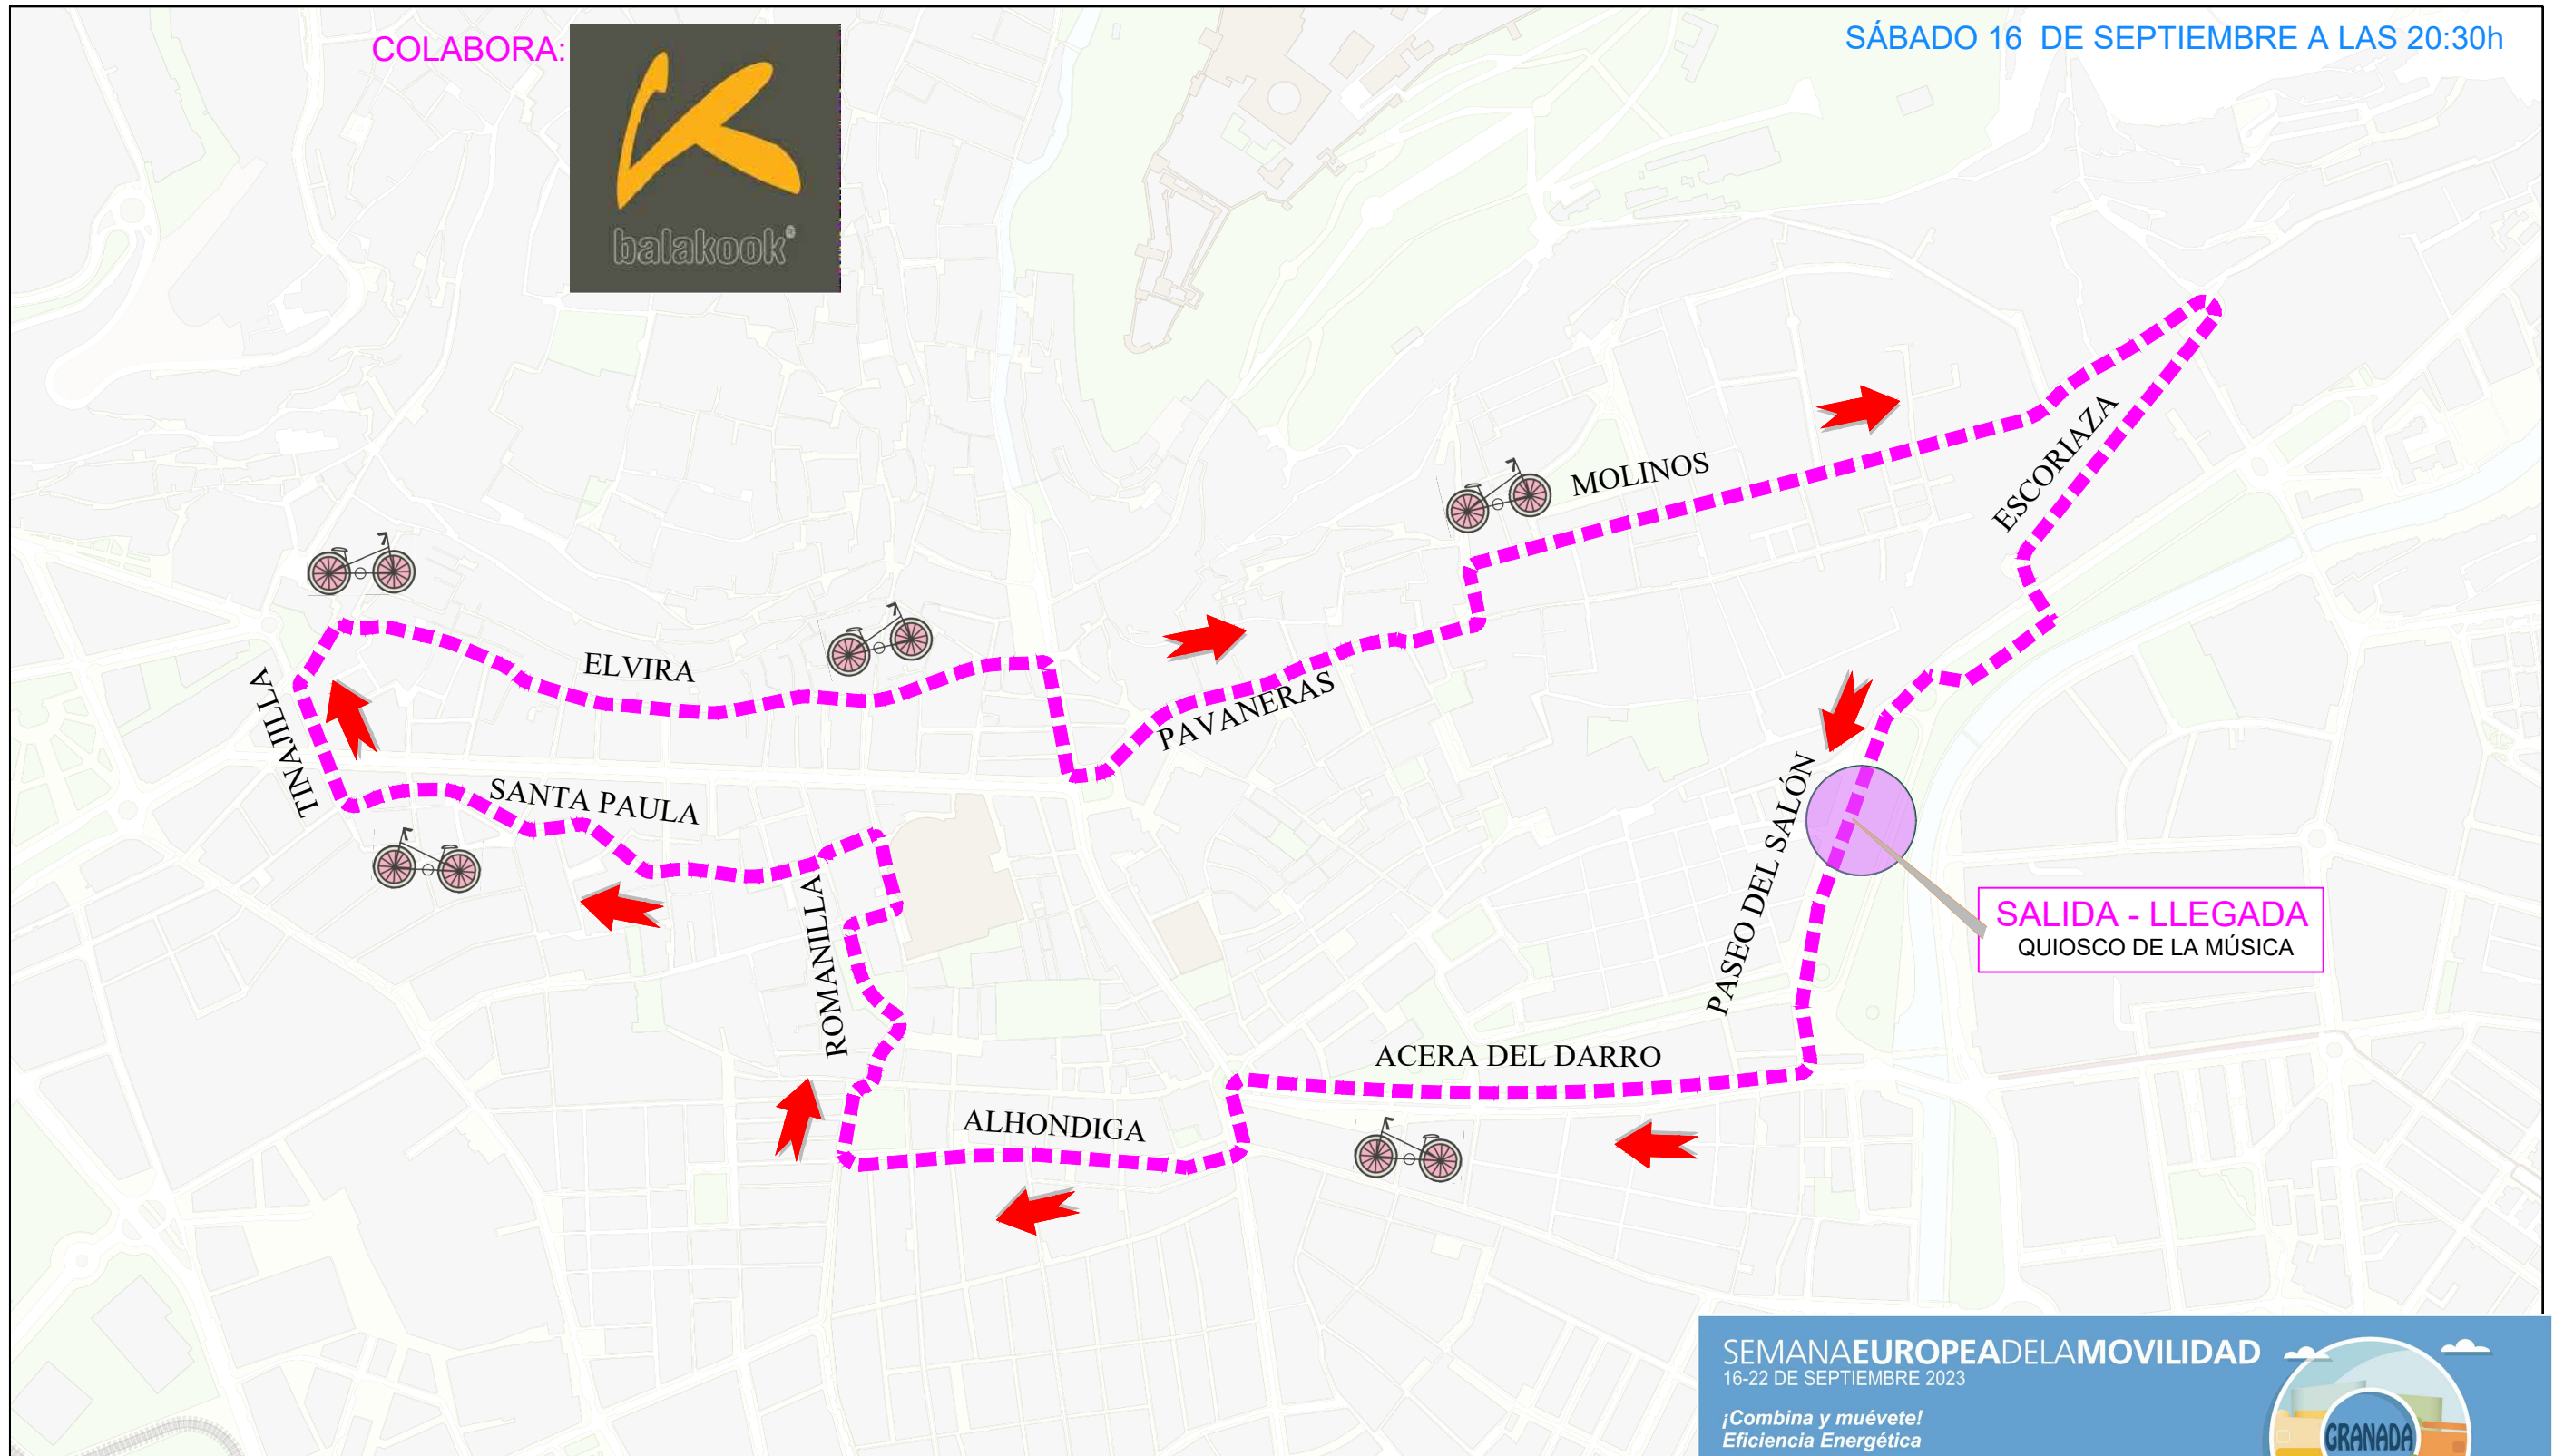 COLABORA:
SÁBADO 16 DE SEPTIEMBRE A LAS 20:30h
balakook®
MOLINOS
ESCORIAZA
ELVIRA
TINAJILLA
PAVANERAS
SANTA PAULA
PASEO DEL SALÓN
ROMANILLA
SALIDA - LLEGADA
QUIOSCO DE LA MÚSICA
ACERA DEL DARRO
ALHONDIGA
SEMANAEUROPEADELAMOVILIDAD
16-22 DE SEPTIEMBRE 2023
¡Combina y muévete!
Eficiencia Energética
GRANADA